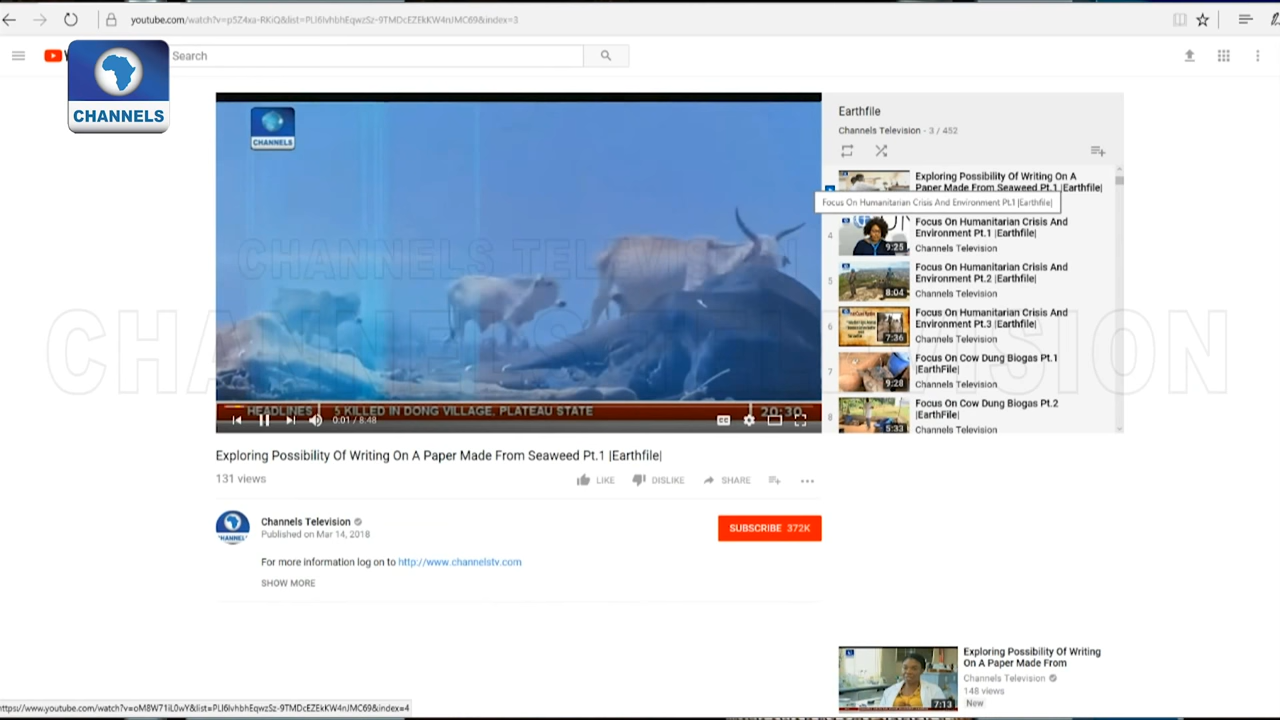 youtube.com/watch?v=p5Z4xa-RKiQ&list=PLI6IvhbhEqwzSz-9TMDcEZEkKW4nJMC69&index=3
CHANNELS
Search
CHANNELS
CHANNELS TELEVISION
CHANNELS TELEVISION
HEADLINES
5 KILLED IN DONG VILLAGE, PLATEAU STATE
20:30
0:01 / 8:48
CC
Earthfile
Channels Television - 3 / 452
Exploring Possibility Of Writing On A
Paper Made From Seaweed Pt.1 |Earthfile|
Focus On Humanitarian Crisis And Environment Pt.1 |Earthfile|
4
9:25
Focus On Humanitarian Crisis And
Environment Pt.1 |Earthfile|
Channels Television
5
8:04
Focus On Humanitarian Crisis And
Environment Pt.2 |Earthfile|
Channels Television
6
7:36
Focus On Humanitarian Crisis And
Environment Pt.3 |Earthfile|
Channels Television
7
9:28
Focus On Cow Dung Biogas Pt.1
|EarthFile|
Channels Television
8
5:33
Focus On Cow Dung Biogas Pt.2
|EarthFile|
Channels Television
Exploring Possibility Of Writing On A Paper Made From Seaweed Pt.1 |Earthfile|
131 views
LIKE
DISLIKE
SHARE
Channels Television
Published on Mar 14, 2018
SUBSCRIBE 372K
For more information log on to http://www.channelstv.com
SHOW MORE
7:13
Exploring Possibility Of Writing
On A Paper Made From
Channels Television
148 views
New
https://www.youtube.com/watch?v=oM8W71iL0wY&list=PLI6IvhbhEqwzSz-9TMDcEZEkKW4nJMC69&index=4